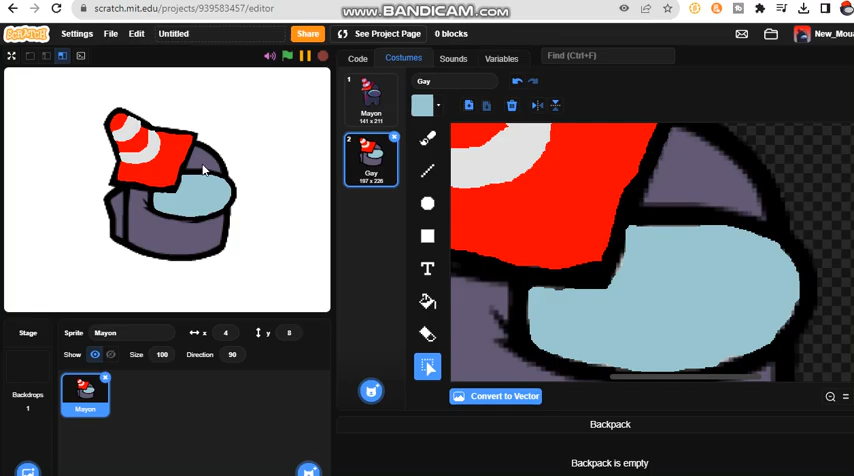 scratch.mit.edu/projects/939583457/editor
www.BANDICAM.com
SCRATCH Settings File Edit Untitled Share See Project Page 0 blocks
Code Costumes Sounds Variables Find (Ctrl+F)
1
Mayon
141 x 211
2
Gay
197 x 226
Gay
T
Convert to Vector
Stage Sprite Mayon x 4 y 8
Show Size 100 Direction 90
Backdrops
1
Mayon
Backpack
Backpack is empty